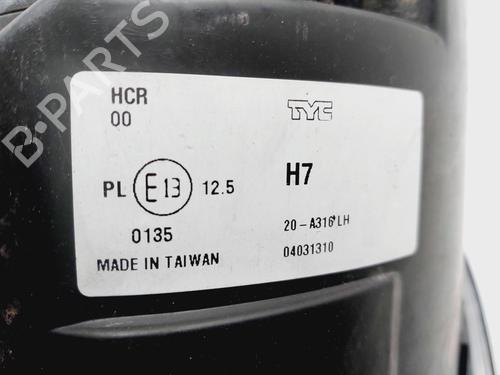 B-PARTS
HCR
00
TYC
PL E13 12.5
H7
0135
20-A316 LH
MADE IN TAIWAN
04031310